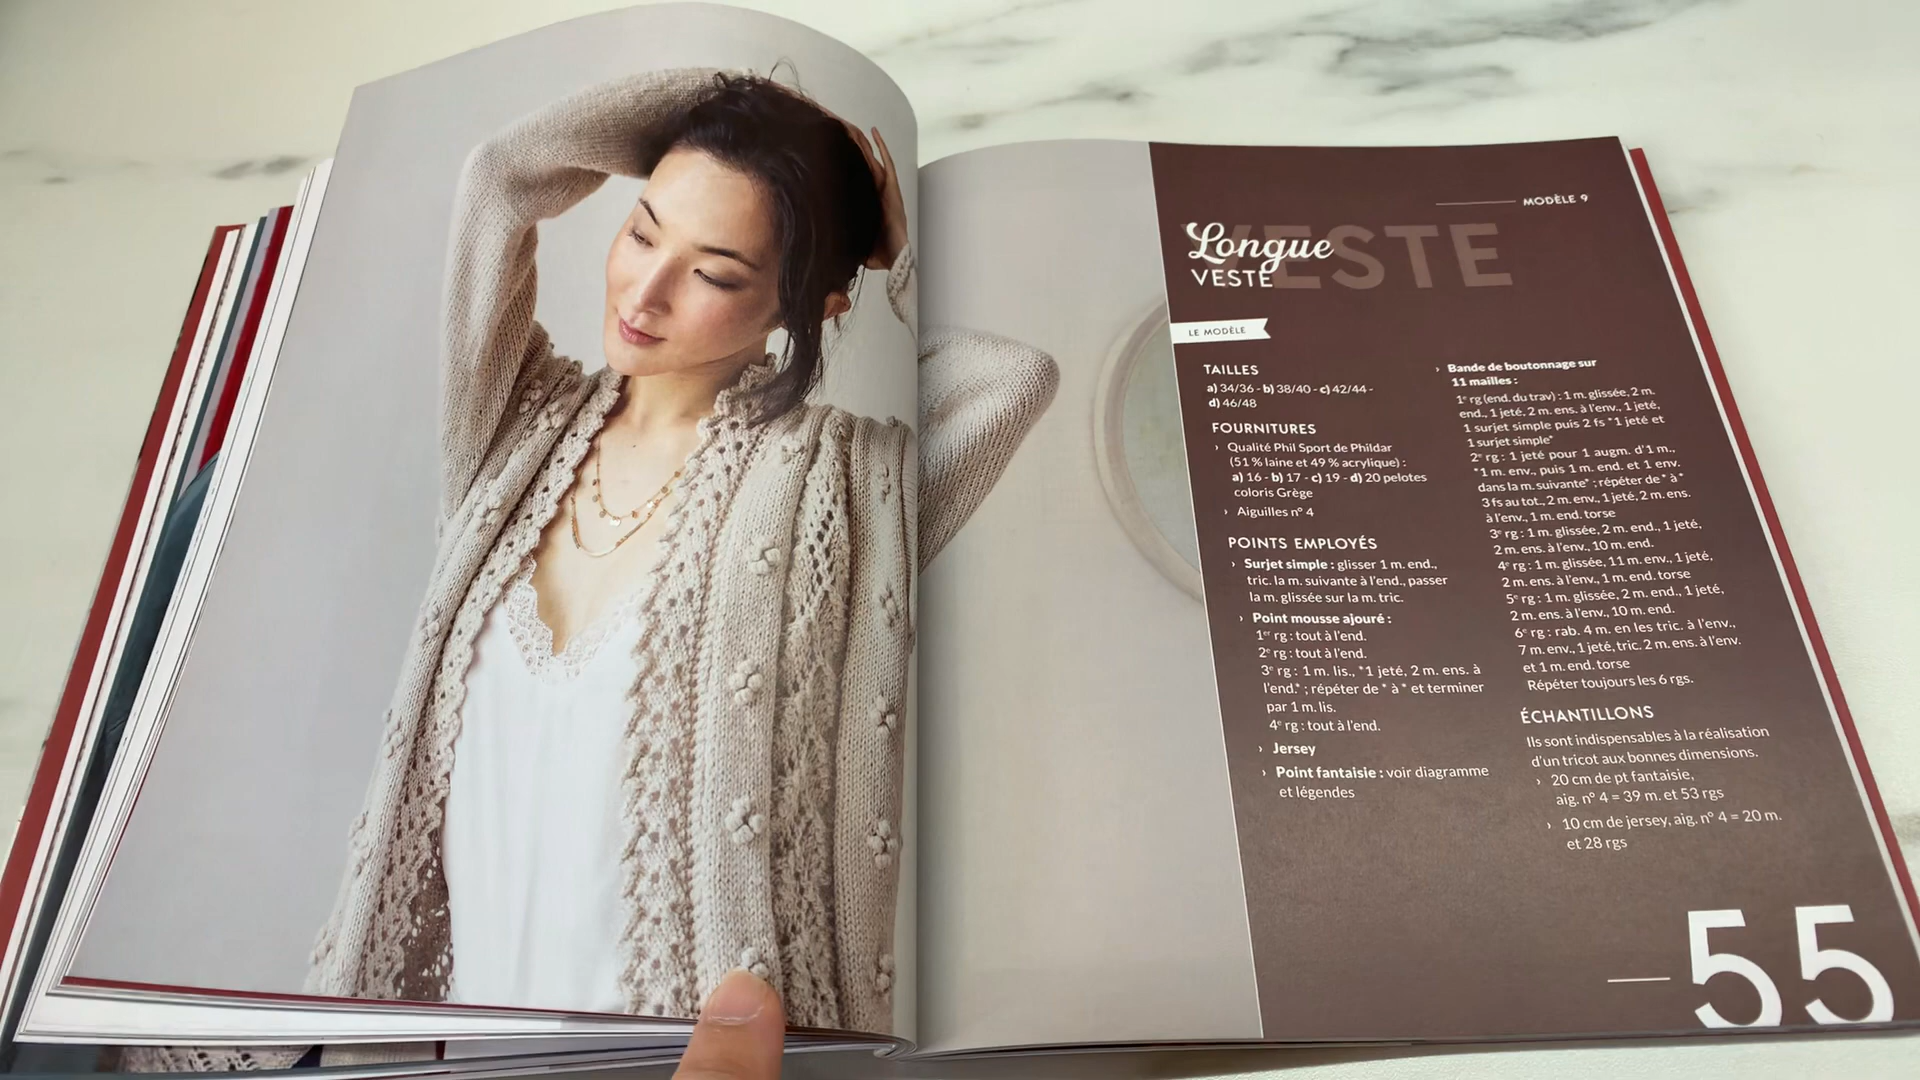 MODÈLE 9
VESTE
Longue
VESTE
LE MODÈLE
TAILLES
a) 34/36 - b) 38/40 - c) 42/44 -
d) 46/48
FOURNITURES
› Qualité Phil Sport de Phildar
(51 % laine et 49 % acrylique) :
a) 16 - b) 17 - c) 19 - d) 20 pelotes
coloris Grège
› Aiguilles n° 4
POINTS EMPLOYÉS
› Surjet simple : glisser 1 m. end.,
tric. la m. suivante à l'end., passer
la m. glissée sur la m. tric.
› Point mousse ajouré :
1er rg : tout à l'end.
2e rg : tout à l'end.
3e rg : 1 m. lis., *1 jeté, 2 m. ens. à
l'end.* ; répéter de * à * et terminer
par 1 m. lis.
4e rg : tout à l'end.
› Jersey
› Point fantaisie : voir diagramme
et légendes
› Bande de boutonnage sur
11 mailles :
1e rg (end. du trav) : 1 m. glissée, 2 m.
end., 1 jeté, 2 m. ens. à l'env., 1 jeté,
1 surjet simple puis 2 fs *1 jeté et
1 surjet simple*
2e rg : 1 jeté pour 1 augm. d'1 m.,
*1 m. env., puis 1 m. end. et 1 env.
dans la m. suivante* ; répéter de * à *
3 fs au tot., 2 m. env., 1 jeté, 2 m. ens.
à l'env., 1 m. end. torse
3e rg : 1 m. glissée, 2 m. end., 1 jeté,
2 m. ens. à l'env., 10 m. end.
4e rg : 1 m. glissée, 11 m. env., 1 jeté,
2 m. ens. à l'env., 1 m. end. torse
5e rg : 1 m. glissée, 2 m. end., 1 jeté,
2 m. ens. à l'env., 10 m. end.
6e rg : rab. 4 m. en les tric. à l'env.,
7 m. env., 1 jeté, tric. 2 m. ens. à l'env.
et 1 m. end. torse
Répéter toujours les 6 rgs.
ÉCHANTILLONS
Ils sont indispensables à la réalisation
d'un tricot aux bonnes dimensions.
› 20 cm de pt fantaisie,
aig. n° 4 = 39 m. et 53 rgs
› 10 cm de jersey, aig. n° 4 = 20 m.
et 28 rgs
55